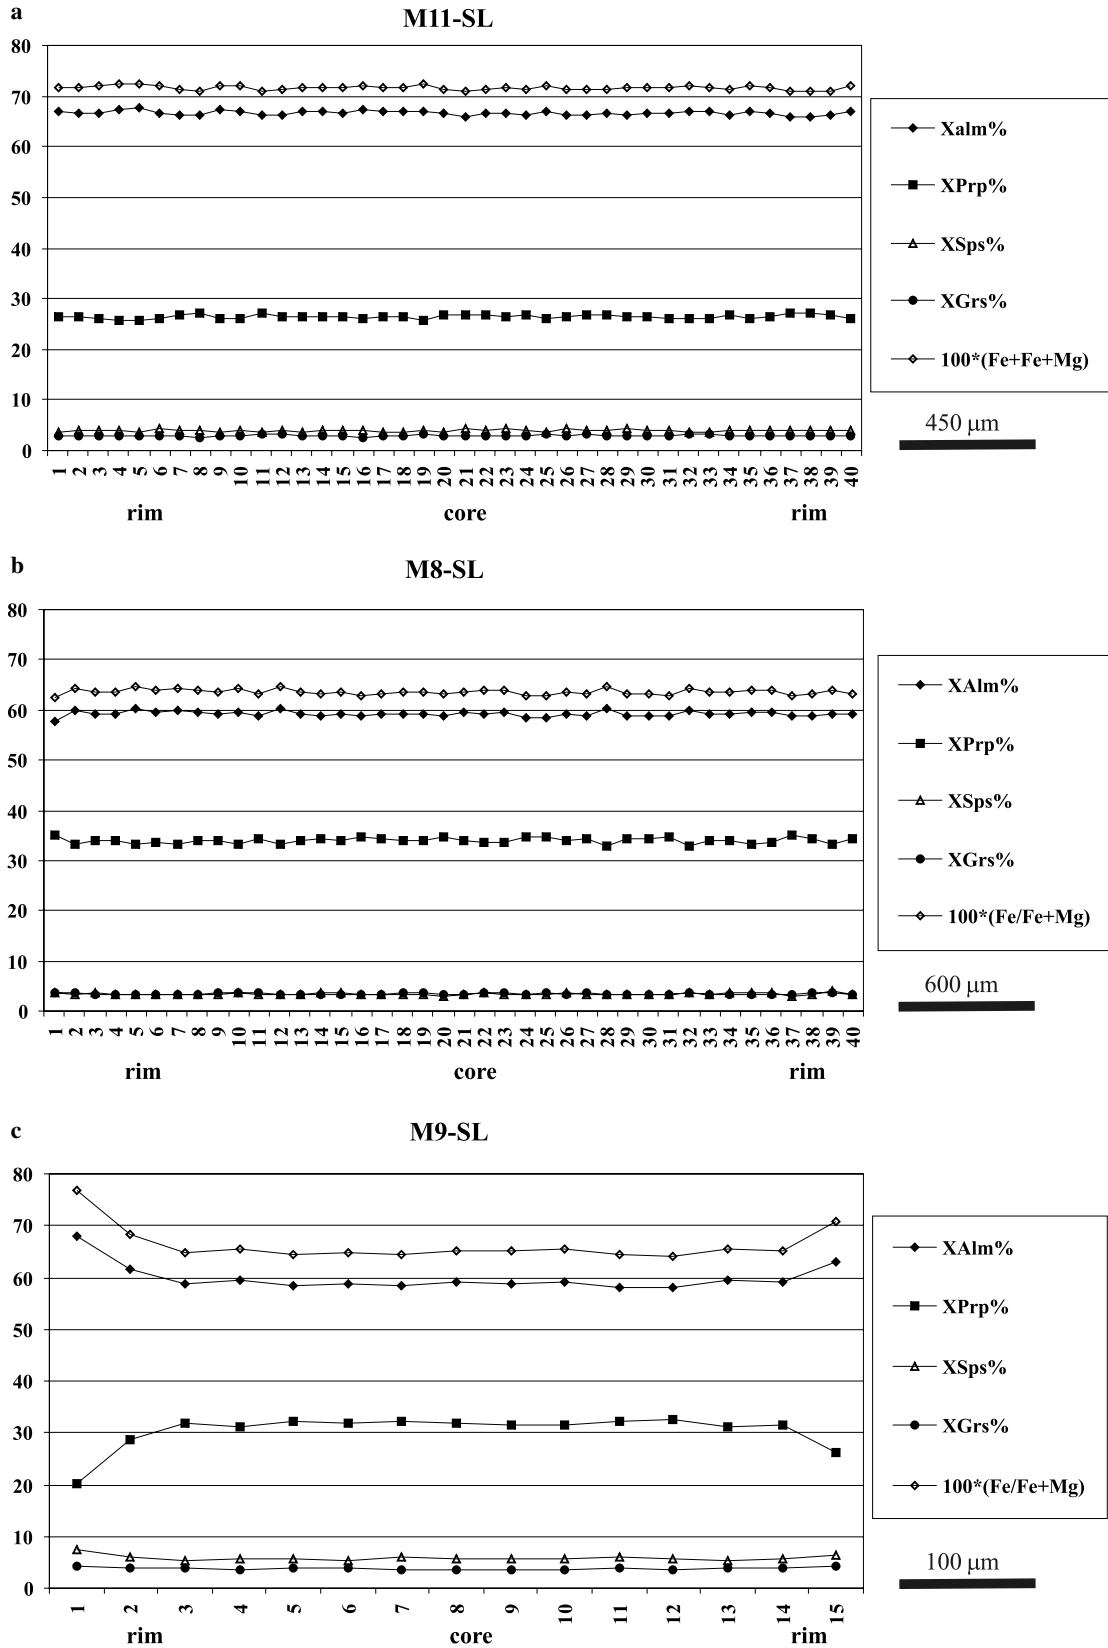 a
M11-SL
80
70
60
50
40
30
20
10
0
1 2 3 4 5 6 7 8 9 10 11 12 13 14 15 16 17 18 19 20 21 22 23 24 25 26 27 28 29 30 31 32 33 34 35 36 37 38 39 40
rim core rim
Xalm%
XPrp%
XSps%
XGrs%
100*(Fe+Fe+Mg)
450 µm
b
M8-SL
80
70
60
50
40
30
20
10
0
1 2 3 4 5 6 7 8 9 10 11 12 13 14 15 16 17 18 19 20 21 22 23 24 25 26 27 28 29 30 31 32 33 34 35 36 37 38 39 40
rim core rim
XAlm%
XPrp%
XSps%
XGrs%
100*(Fe/Fe+Mg)
600 µm
c
M9-SL
80
70
60
50
40
30
20
10
0
1 2 3 4 5 6 7 8 9 10 11 12 13 14 15
rim core rim
XAlm%
XPrp%
XSps%
XGrs%
100*(Fe/Fe+Mg)
100 µm